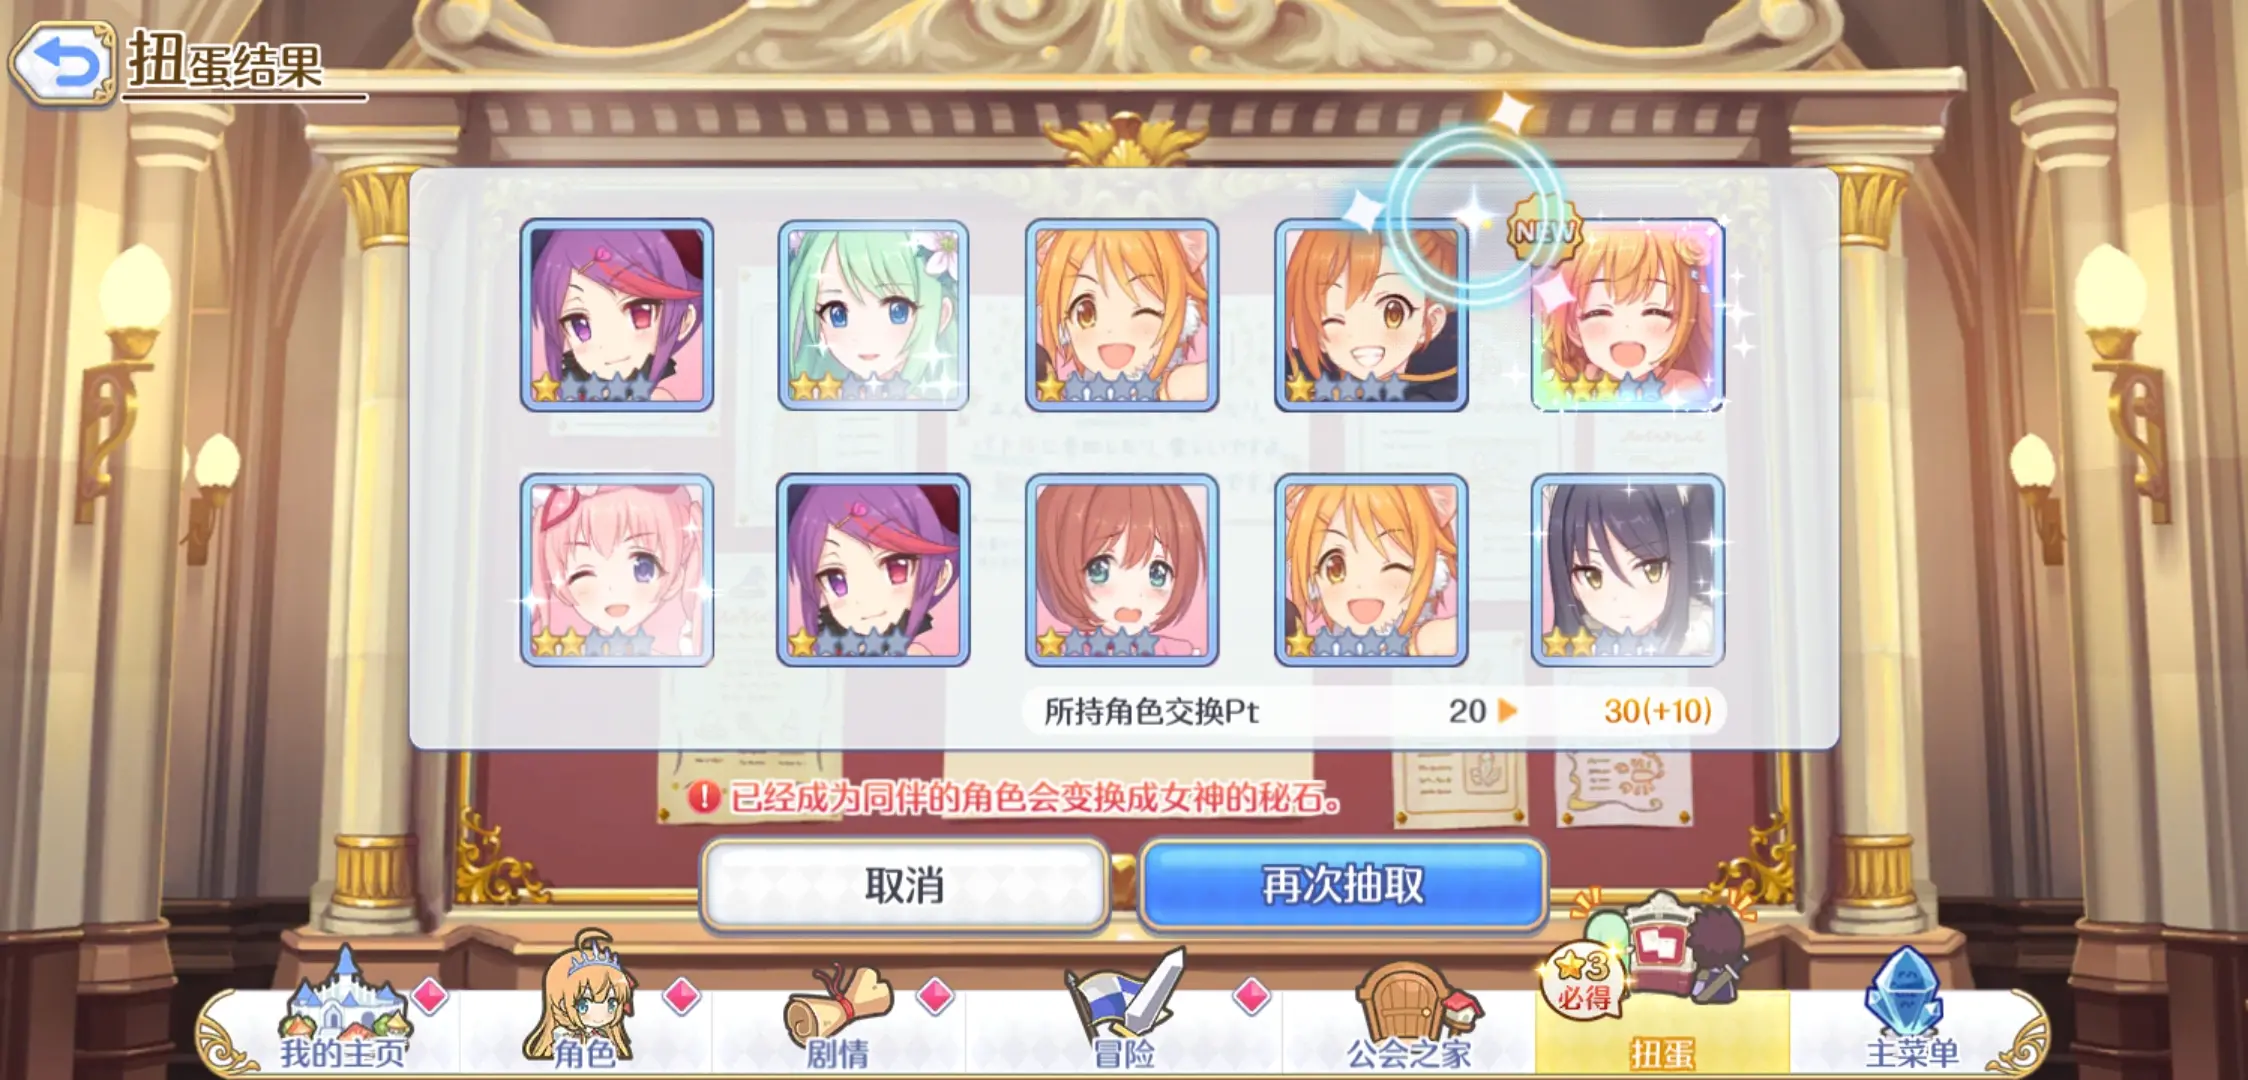 扭蛋结果
NEW
所持角色交换Pt 20 30(+10)
已经成为同伴的角色会变换成女神的秘石。
取消
再次抽取
★3
必得
我的主页
角色
剧情
冒险
公会之家
扭蛋
主菜单